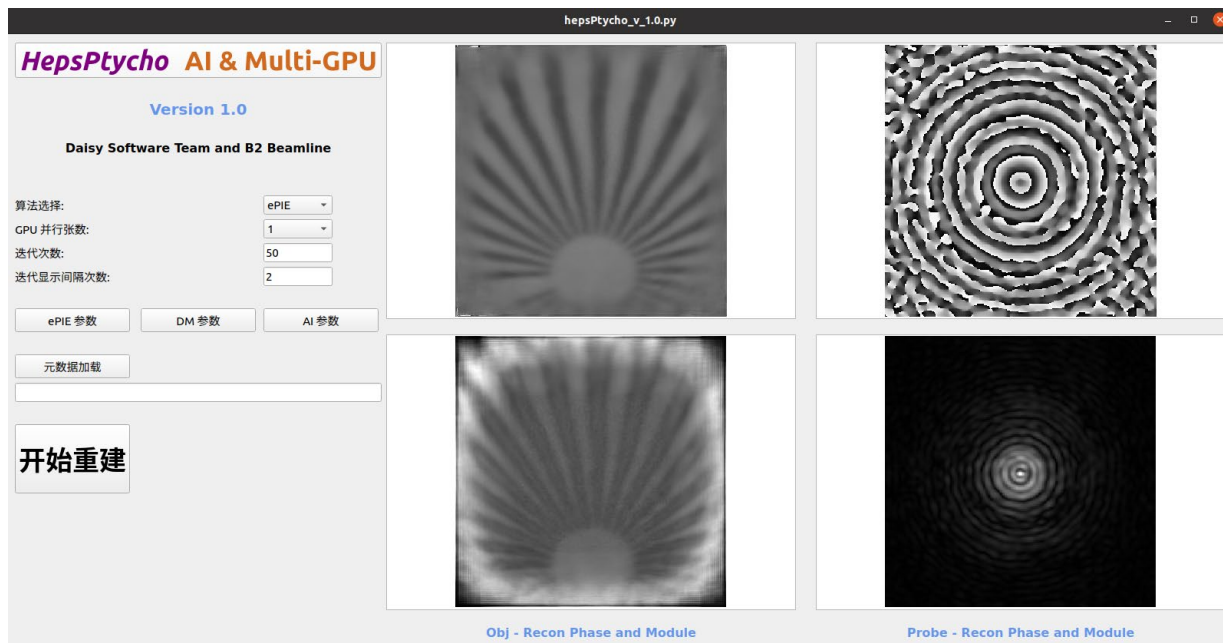 hepsPtycho_v_1.0.py
HepsPtycho AI & Multi-GPU
Version 1.0
Daisy Software Team and B2 Beamline
算法选择: ePIE
GPU 并行张数: 1
迭代次数: 50
迭代显示间隔次数: 2
ePIE 参数 DM 参数 AI 参数
元数据加载
开始重建
Obj - Recon Phase and Module
Probe - Recon Phase and Module